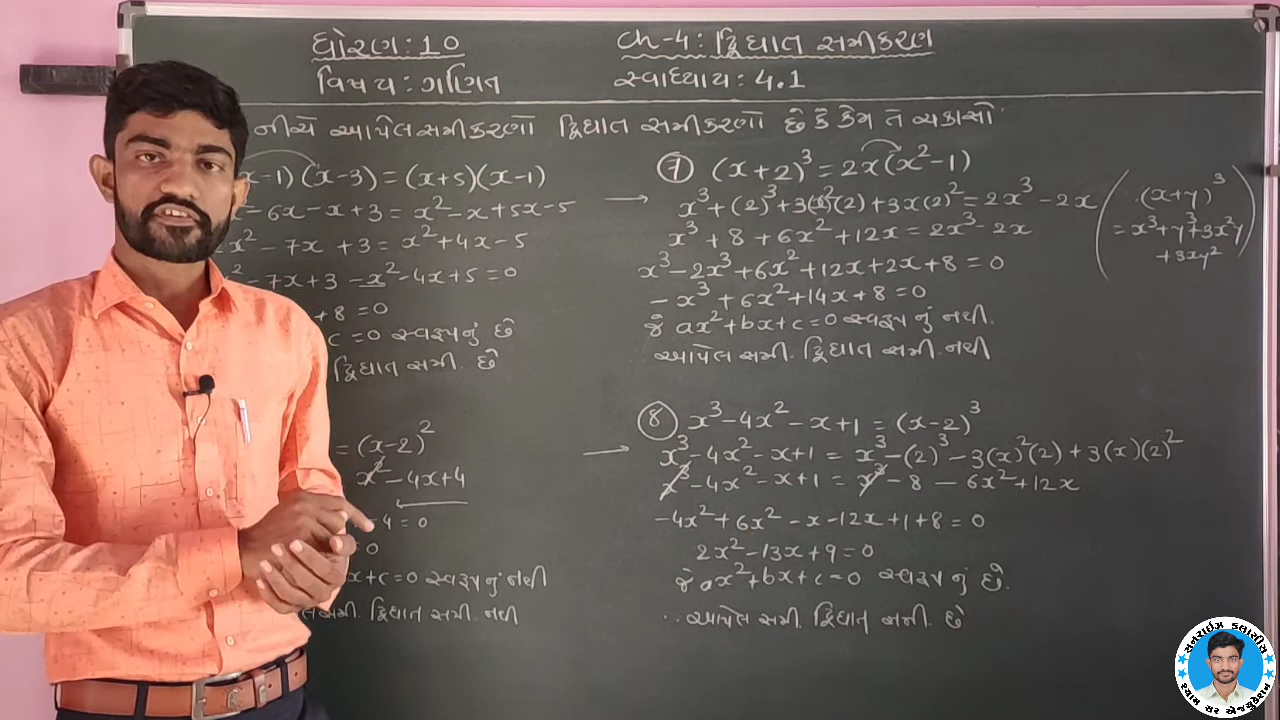 ધોરણ : 10
Ch-4 : દ્વિઘાત સમીકરણ
વિષય : ગણિત
સ્વાધ્યાય : 4.1
નીચે આપેલ સમીકરણો દ્વિઘાત સમીકરણો છે કે કેમ તે ચકાસો.
x-1)(x-3) = (x+5)(x-1)
- 6x - x + 3 = x² - x + 5x - 5
x² - 7x + 3 = x² + 4x - 5
- 7x + 3 - x² - 4x + 5 = 0
+ 8 = 0
c = 0 સ્વરૂપનું છે
દ્વિઘાત સમી. છે
= (x-2)²
x² - 4x + 4
-4 = 0
= 0
x + c = 0 સ્વરૂપનું નથી
સમી. દ્વિઘાત સમી. નથી
7 (x+2)³ = 2x(x²-1)
→ x³ + (2)³ + 3(x)²(2) + 3x(2)² = 2x³ - 2x
x³ + 8 + 6x² + 12x = 2x³ - 2x
x³ - 2x³ + 6x² + 12x + 2x + 8 = 0
- x³ + 6x² + 14x + 8 = 0
જે ax² + bx + c = 0 સ્વરૂપનું નથી.
આપેલ સમી. દ્વિઘાત સમી. નથી
(x+y)³
= x³ + y³ + 3x²y
+ 3xy²
8 x³ - 4x² - x + 1 = (x-2)³
→ x³ - 4x² - x + 1 = x³ - (2)³ - 3(x)²(2) + 3(x)(2)²
x³ - 4x² - x + 1 = x³ - 8 - 6x² + 12x
-4x² + 6x² - x - 12x + 1 + 8 = 0
2x² - 13x + 9 = 0
જે ax² + bx + c = 0 સ્વરૂપનું છે.
∴ આપેલ સમી. દ્વિઘાત બની. છે
સનરાઇઝ ક્લાસીસ
શ્યામ સર એજ્યુકેશન